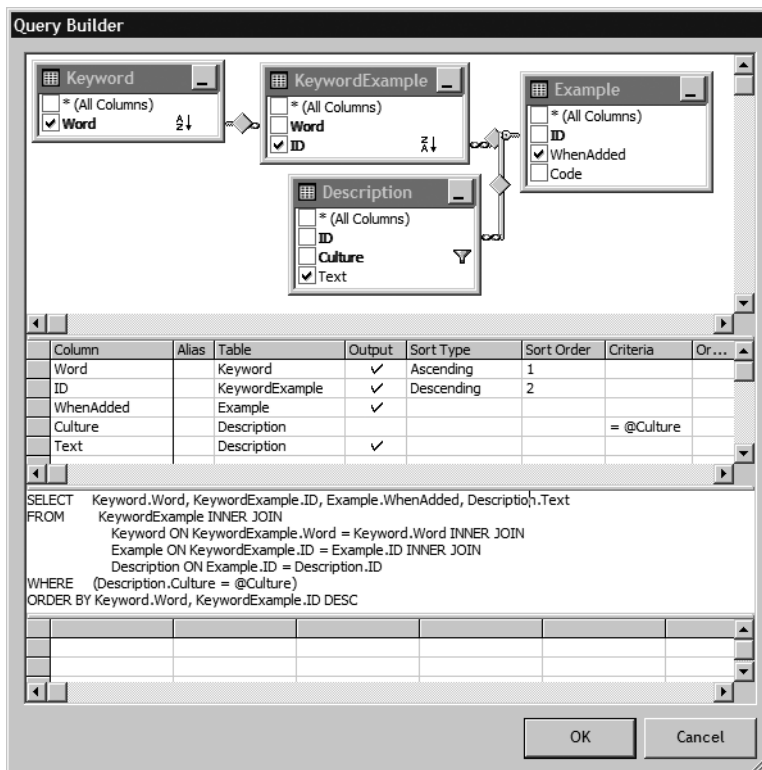 Query Builder
Keyword
* (All Columns)
Word
A
Z
KeywordExample
* (All Columns)
Word
ID
Z
A
Example
* (All Columns)
ID
WhenAdded
Code
Description
* (All Columns)
ID
Culture
Text
Column Alias Table Output Sort Type Sort Order Criteria Or...
Word Keyword Ascending 1
ID KeywordExample Descending 2
WhenAdded Example
Culture Description = @Culture
Text Description
SELECT Keyword.Word, KeywordExample.ID, Example.WhenAdded, Description.Text
FROM KeywordExample INNER JOIN
Keyword ON KeywordExample.Word = Keyword.Word INNER JOIN
Example ON KeywordExample.ID = Example.ID INNER JOIN
Description ON Example.ID = Description.ID
WHERE (Description.Culture = @Culture)
ORDER BY Keyword.Word, KeywordExample.ID DESC
OK Cancel